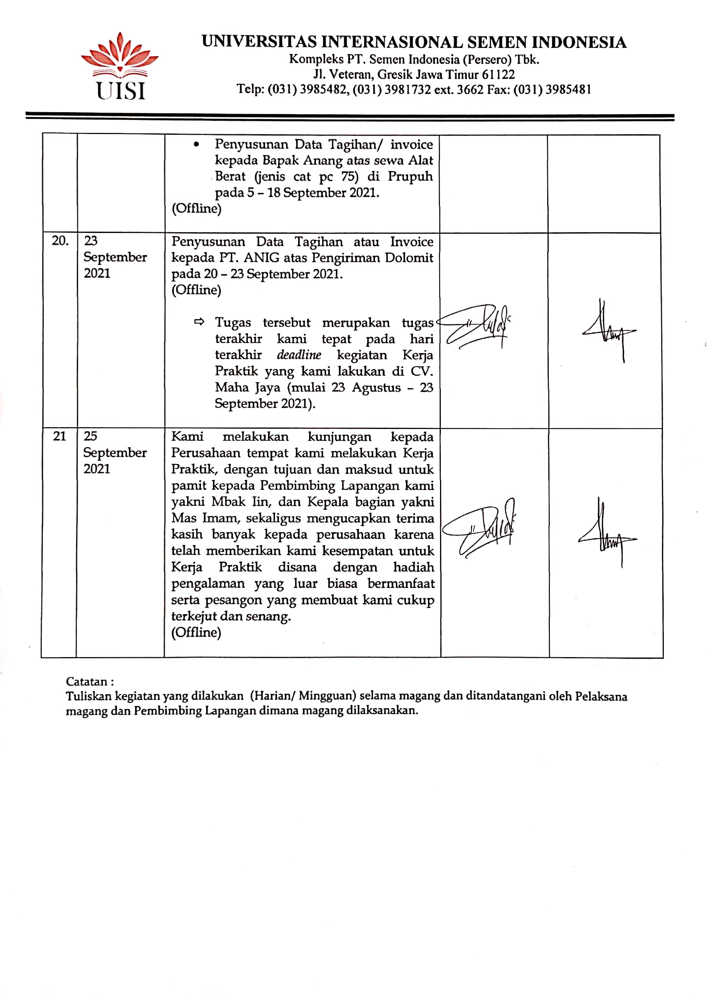 UISI
UNIVERSITAS INTERNASIONAL SEMEN INDONESIA
Kompleks PT. Semen Indonesia (Persero) Tbk.
Jl. Veteran, Gresik Jawa Timur 61122
Telp: (031) 3985482, (031) 3981732 ext. 3662 Fax: (031) 3985481
• Penyusunan Data Tagihan/ invoice
kepada Bapak Anang atas sewa Alat
Berat (jenis cat pc 75) di Prupuh
pada 5 – 18 September 2021.
(Offline)
20.
23
September
2021
Penyusunan Data Tagihan atau Invoice
kepada PT. ANIG atas Pengiriman Dolomit
pada 20 – 23 September 2021.
(Offline)
⇨ Tugas tersebut merupakan tugas
terakhir kami tepat pada hari
terakhir deadline kegiatan Kerja
Praktik yang kami lakukan di CV.
Maha Jaya (mulai 23 Agustus – 23
September 2021).
21
25
September
2021
Kami melakukan kunjungan kepada
Perusahaan tempat kami melakukan Kerja
Praktik, dengan tujuan dan maksud untuk
pamit kepada Pembimbing Lapangan kami
yakni Mbak Iin, dan Kepala bagian yakni
Mas Imam, sekaligus mengucapkan terima
kasih banyak kepada perusahaan karena
telah memberikan kami kesempatan untuk
Kerja Praktik disana dengan hadiah
pengalaman yang luar biasa bermanfaat
serta pesangon yang membuat kami cukup
terkejut dan senang.
(Offline)
Catatan :
Tuliskan kegiatan yang dilakukan (Harian/ Mingguan) selama magang dan ditandatangani oleh Pelaksana
magang dan Pembimbing Lapangan dimana magang dilaksanakan.